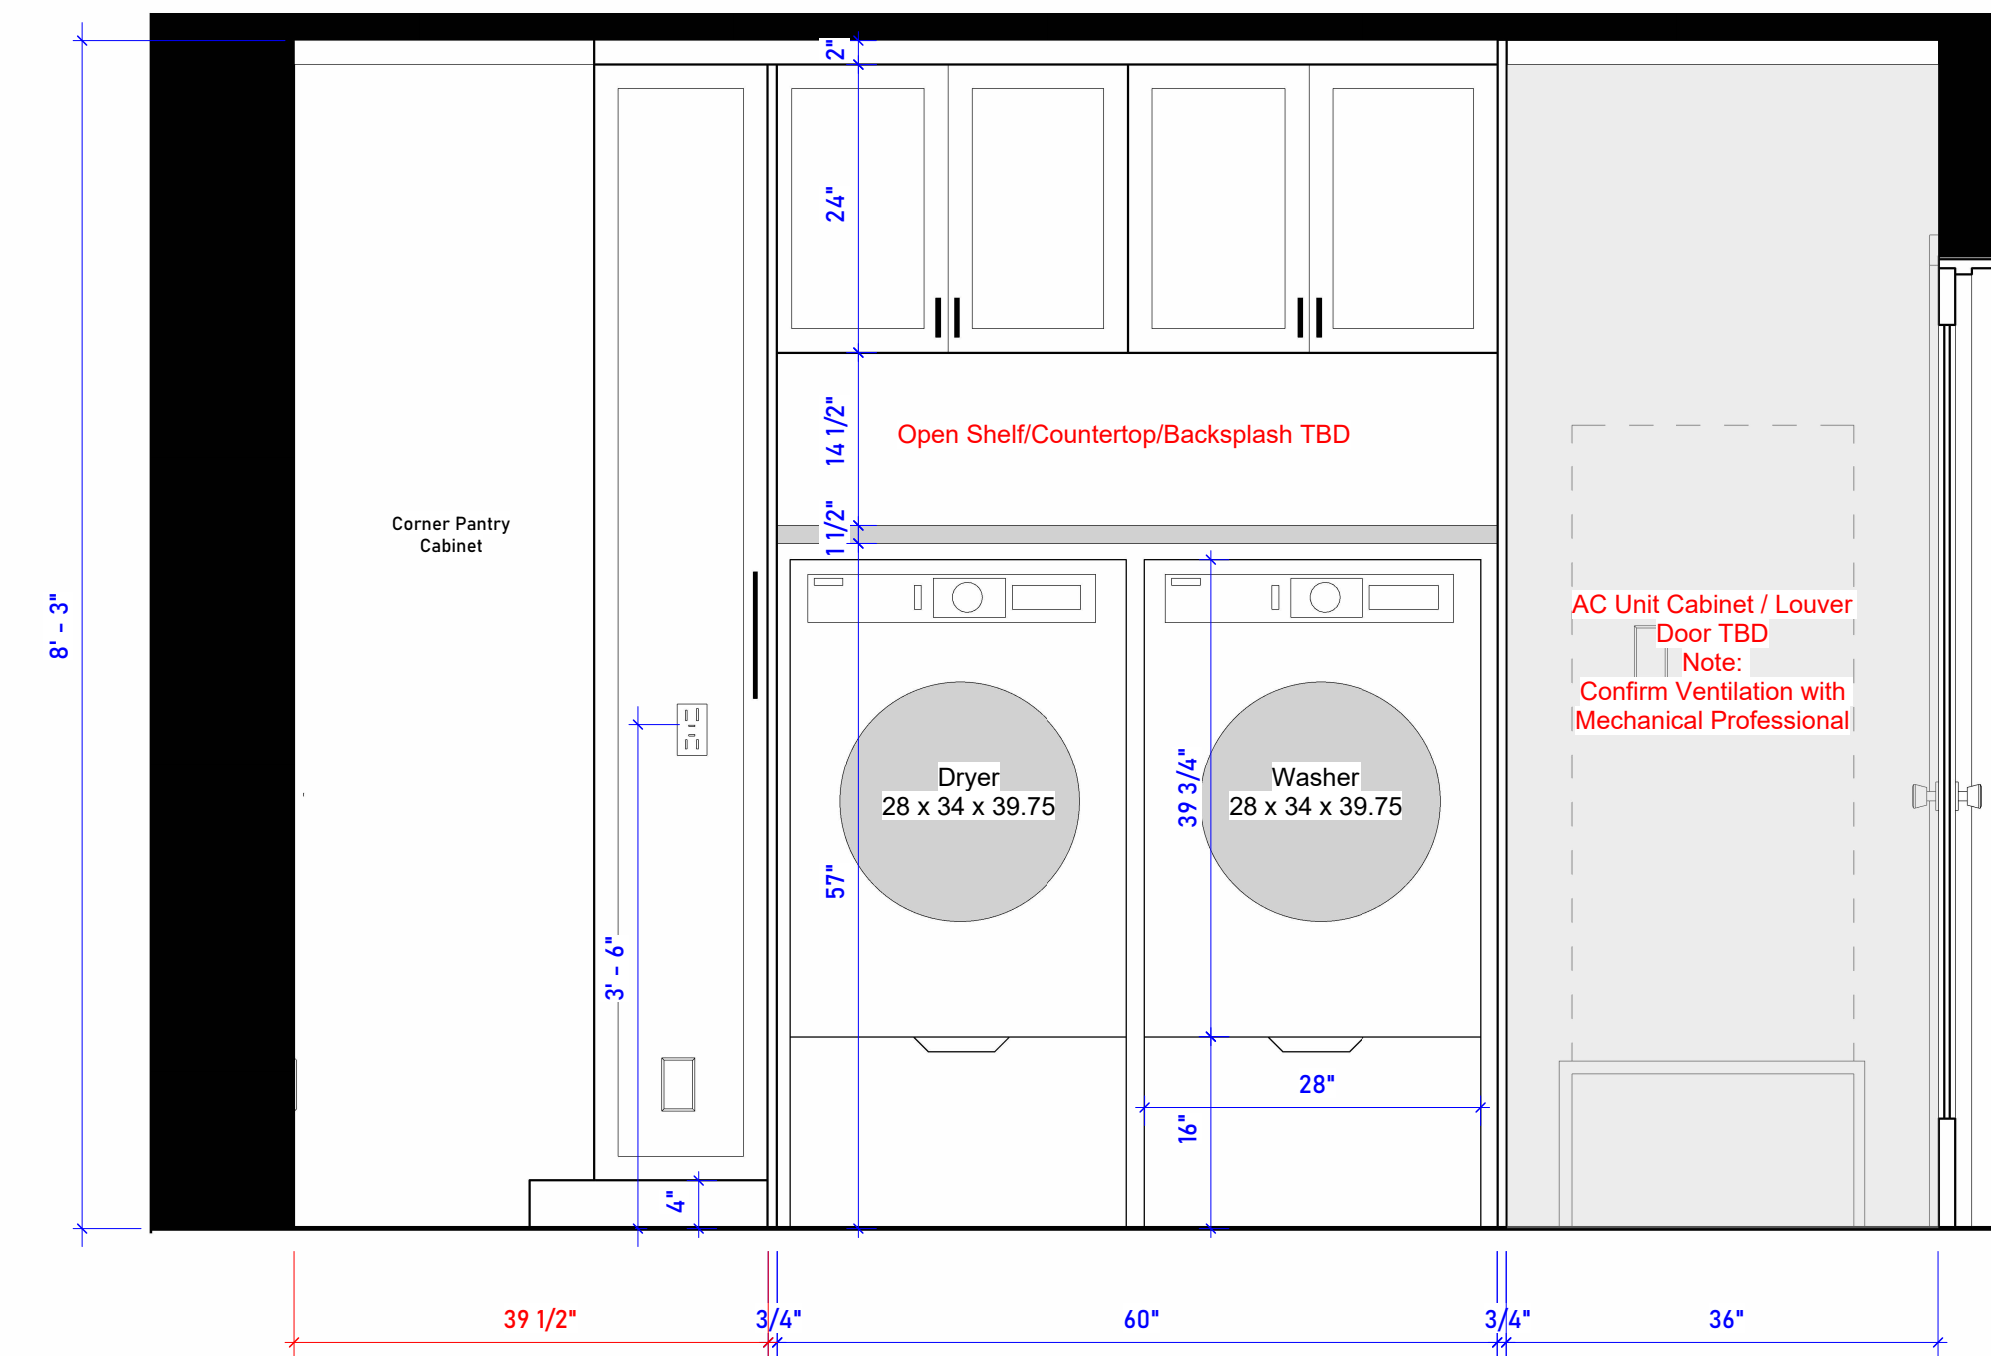 2"
24"
14 1/2"
Open Shelf/Countertop/Backsplash TBD
1 1/2"
Corner Pantry
Cabinet
8' - 3"
AC Unit Cabinet / Louver
Door TBD
Note:
Confirm Ventilation with
Mechanical Professional
Dryer
28 x 34 x 39.75
39 3/4"
Washer
28 x 34 x 39.75
57"
3' - 6"
28"
16"
4"
39 1/2"
3/4"
60"
3/4"
36"